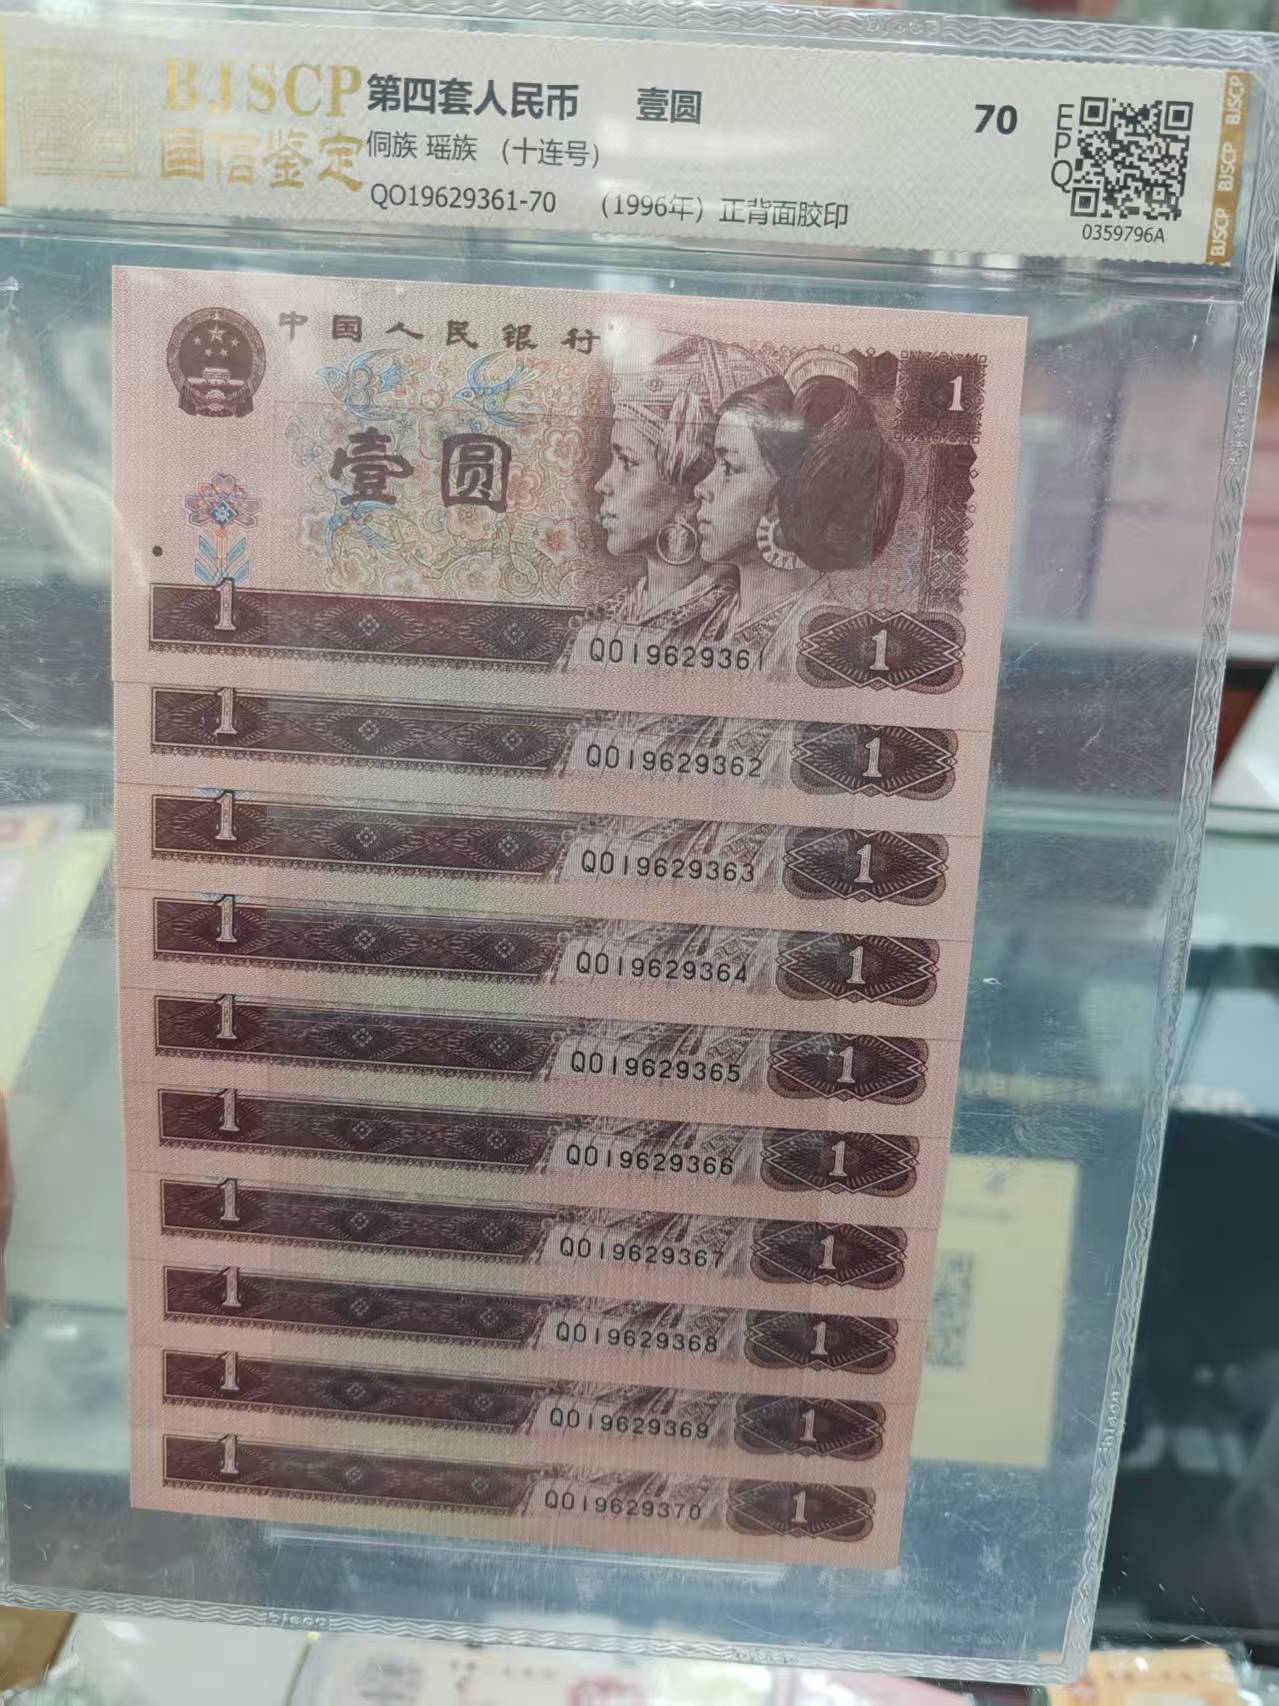 BJSCP 第四套人民币 壹圆 70 EPQ
国信鉴定 侗族 瑶族 (十连号)
QO19629361-70 (1996年) 正背面胶印
0359796A
BJSCP BJSCP BJSCP
中国人民银行
1
壹圆
1 QO19629361 1
1 QO19629362 1
1 QO19629363 1
1 QO19629364 1
1 QO19629365 1
1 QO19629366 1
1 QO19629367 1
1 QO19629368 1
1 QO19629369 1
1 QO19629370 1